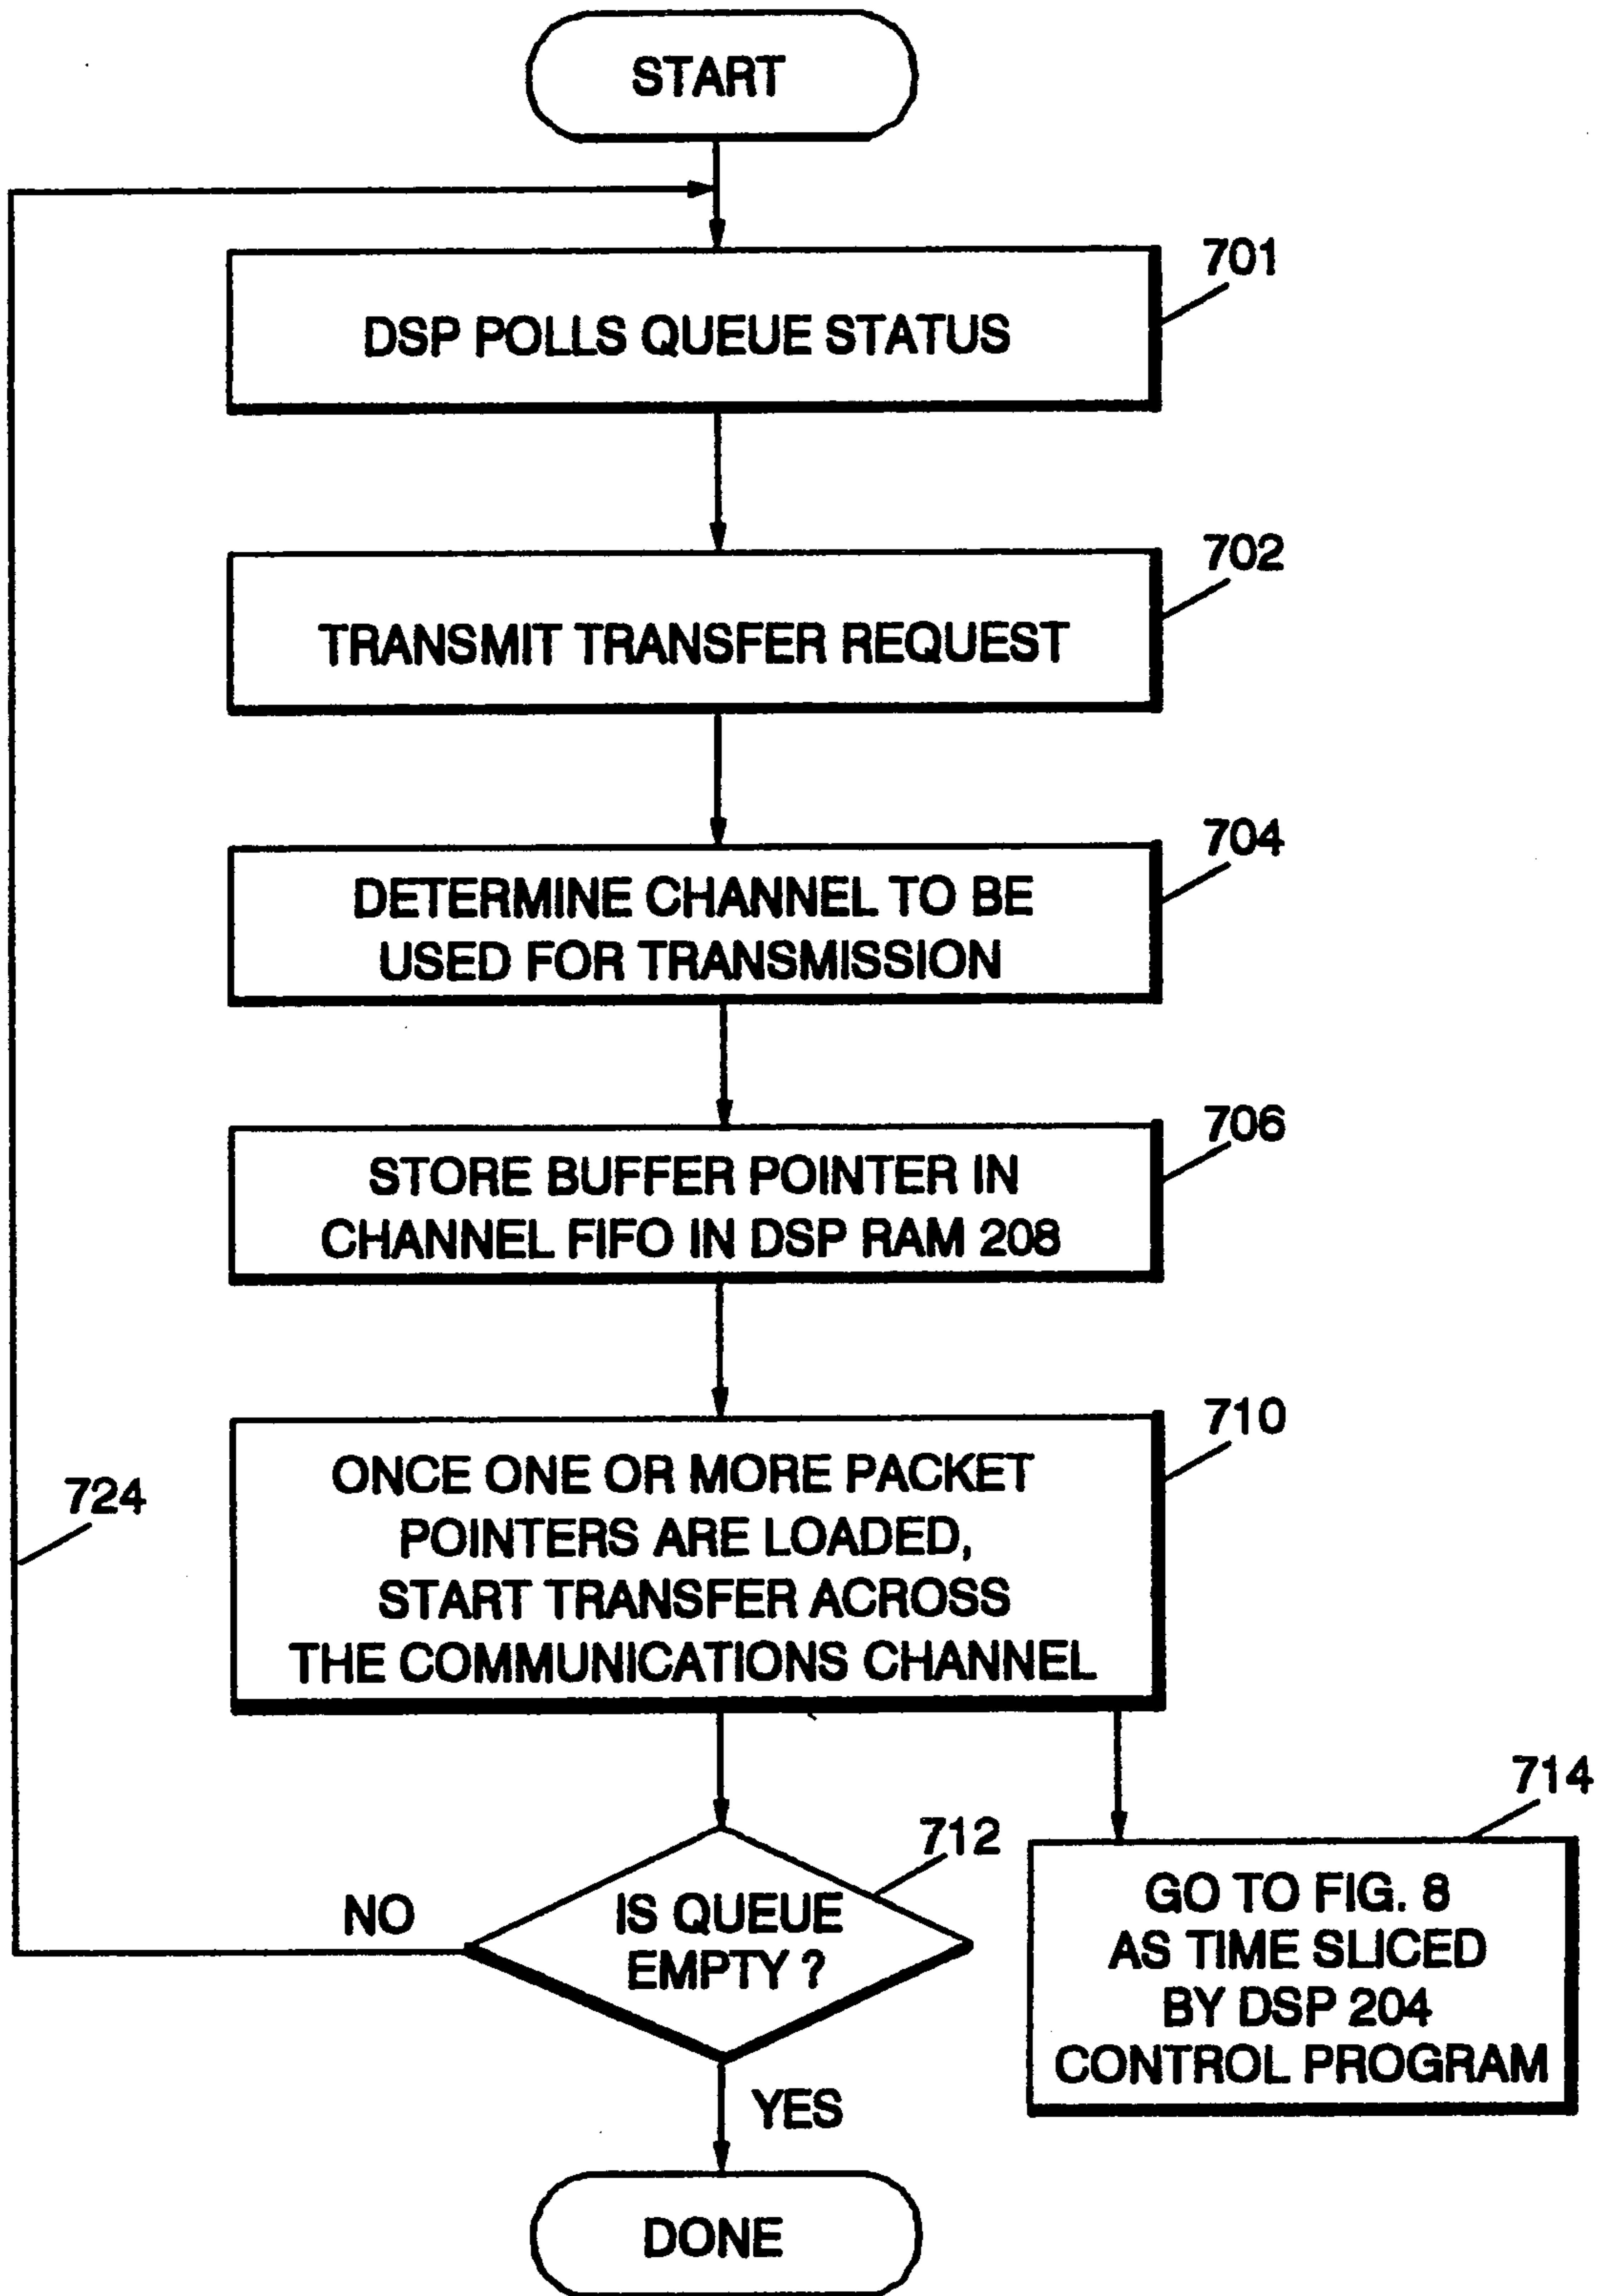 START
701
DSP POLLS QUEUE STATUS
702
TRANSMIT TRANSFER REQUEST
704
DETERMINE CHANNEL TO BE
USED FOR TRANSMISSION
706
STORE BUFFER POINTER IN
CHANNEL FIFO IN DSP RAM 208
710
ONCE ONE OR MORE PACKET
POINTERS ARE LOADED,
START TRANSFER ACROSS
THE COMMUNICATIONS CHANNEL
724
712
IS QUEUE
EMPTY ?
NO
YES
714
GO TO FIG. 8
AS TIME SLICED
BY DSP 204
CONTROL PROGRAM
DONE